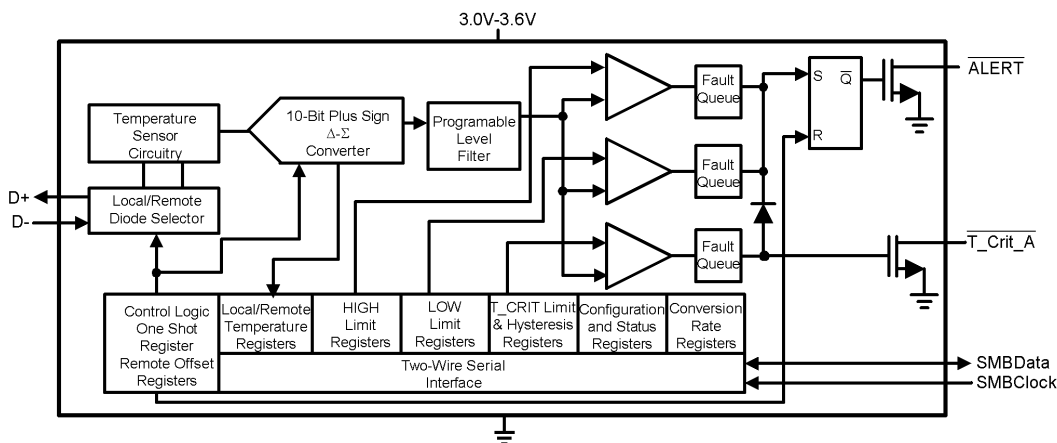 3.0V-3.6V
Temperature
Sensor
Circuitry
10-Bit Plus Sign
Δ-Σ
Converter
Programable
Level
Filter
Fault
Queue
S
Q̅
R
ALERT
Fault
Queue
D+
D-
Local/Remote
Diode Selector
Fault
Queue
T_Crit_A
Control Logic
One Shot
Register
Remote Offset
Registers
Local/Remote
Temperature
Registers
HIGH
Limit
Registers
LOW
Limit
Registers
T_CRIT Limit
& Hysteresis
Registers
Configuration
and Status
Registers
Conversion
Rate
Registers
Two-Wire Serial
Interface
SMBData
SMBClock